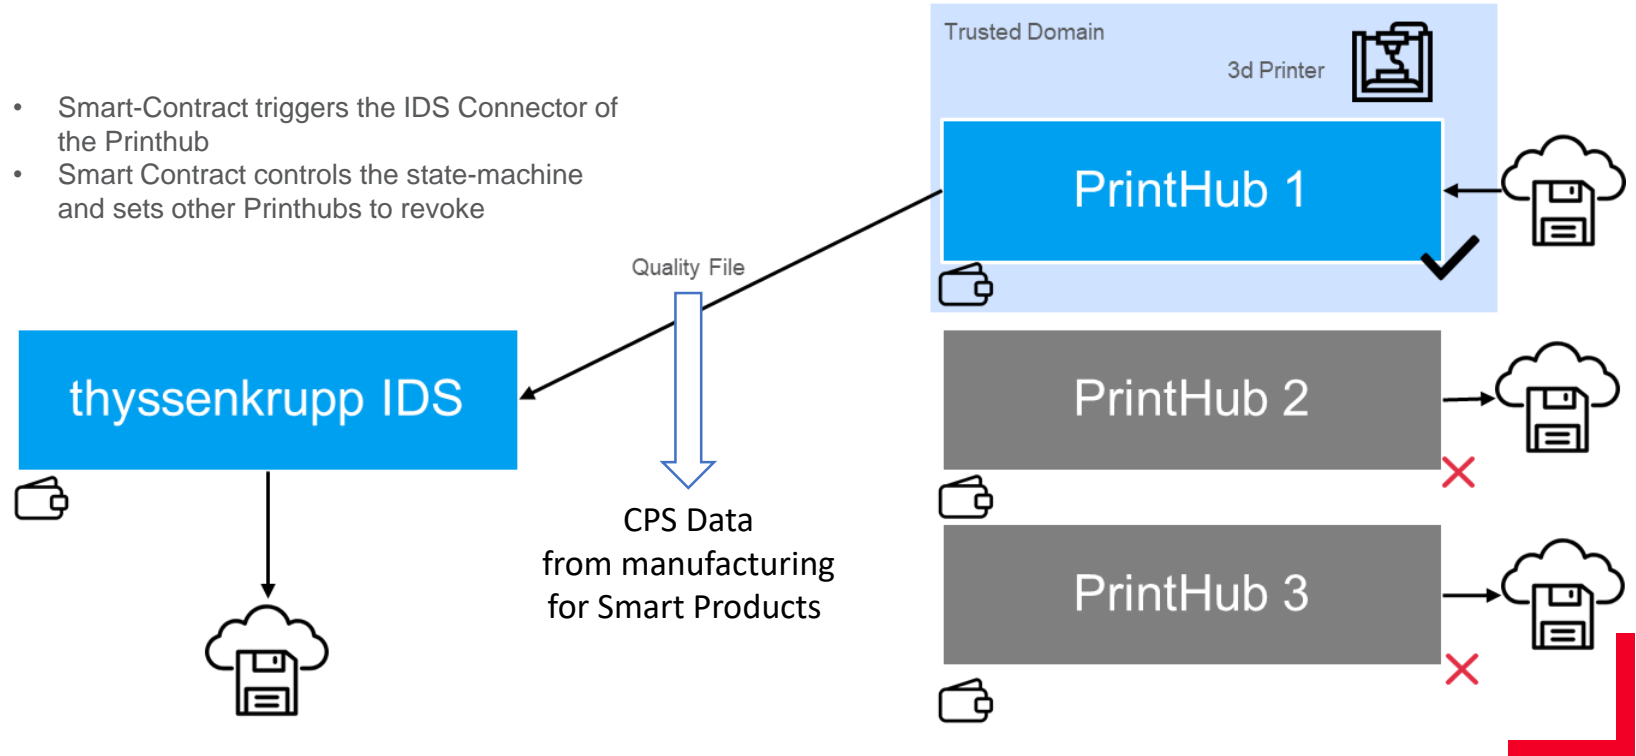 Trusted Domain
3d Printer
• Smart-Contract triggers the IDS Connector of
the Printhub
• Smart Contract controls the state-machine
and sets other Printhubs to revoke
PrintHub 1
Quality File
thyssenkrupp IDS
PrintHub 2
CPS Data
from manufacturing
for Smart Products
PrintHub 3